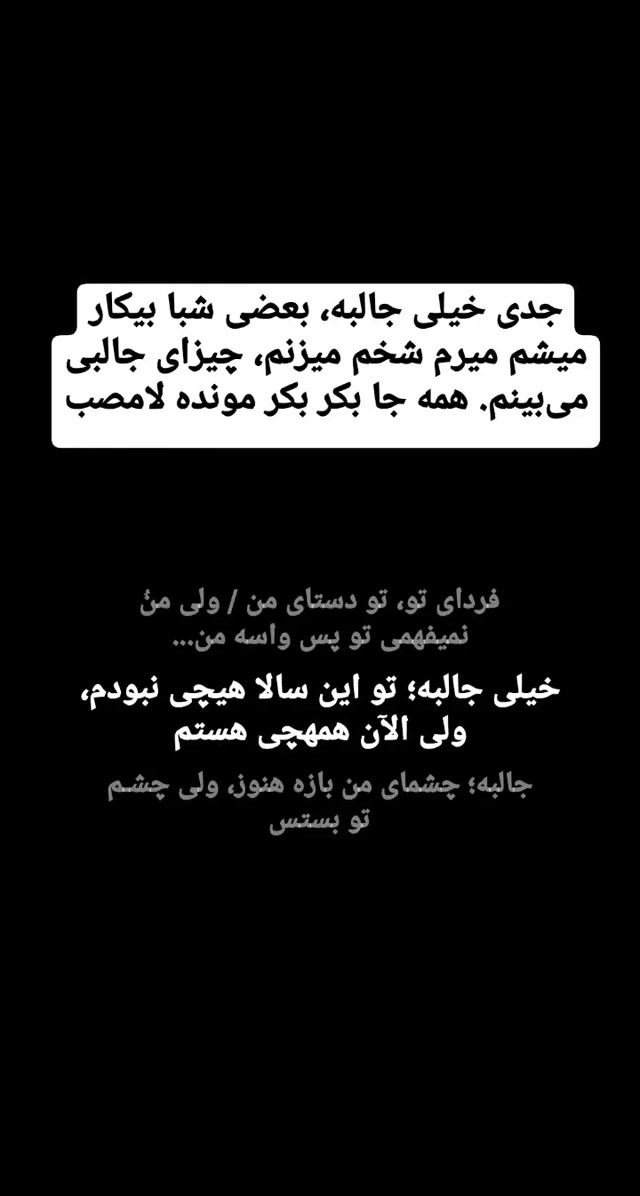 جدی خیلی جالبه، بعضی شبا بیکار
میشم میرم شخم میزنم، چیزای جالبی
می‌بینم. همه جا بکر بکر مونده لامصب
فردای تو، تو دستای من / ولی منُ
نمیفهمی تو پس واسه من...
خیلی جالبه؛ تو این سالا هیچی نبودم،
ولی الآن همهچی هستم
جالبه؛ چشمای من بازه هنوز، ولی چشم
تو بستس